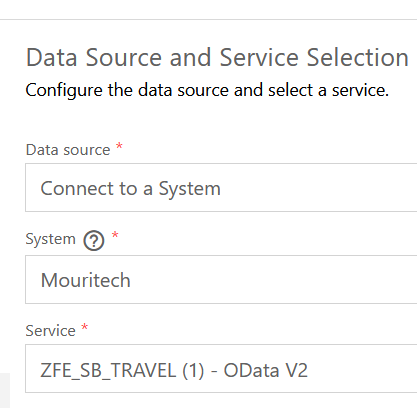 Data Source and Service Selection
Configure the data source and select a service.
Data source *
Connect to a System
System ? *
Mouritech
Service *
ZFE_SB_TRAVEL (1) - OData V2